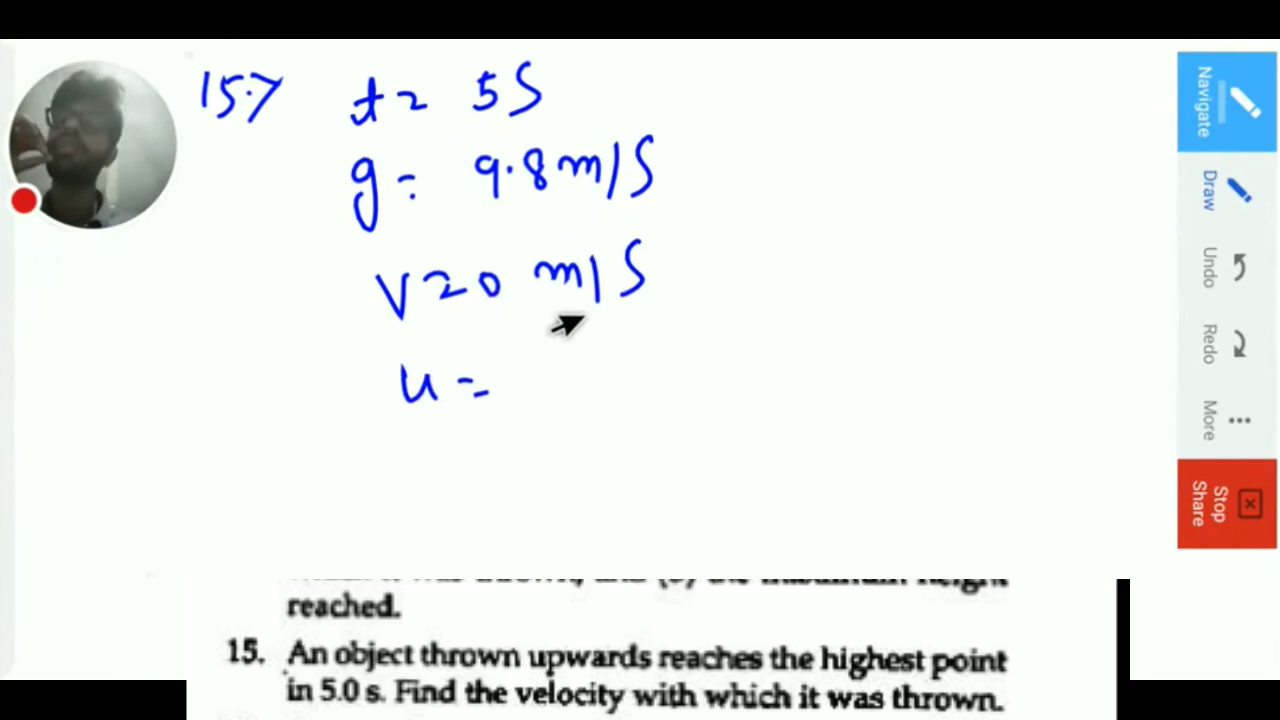 15.7 t = 5S
g = 9.8 m/S
V = 0 m/S
u =
reached.
15. An object thrown upwards reaches the highest point
in 5.0 s. Find the velocity with which it was thrown.
Navigate
Draw
Undo
Redo
More
Stop
Share